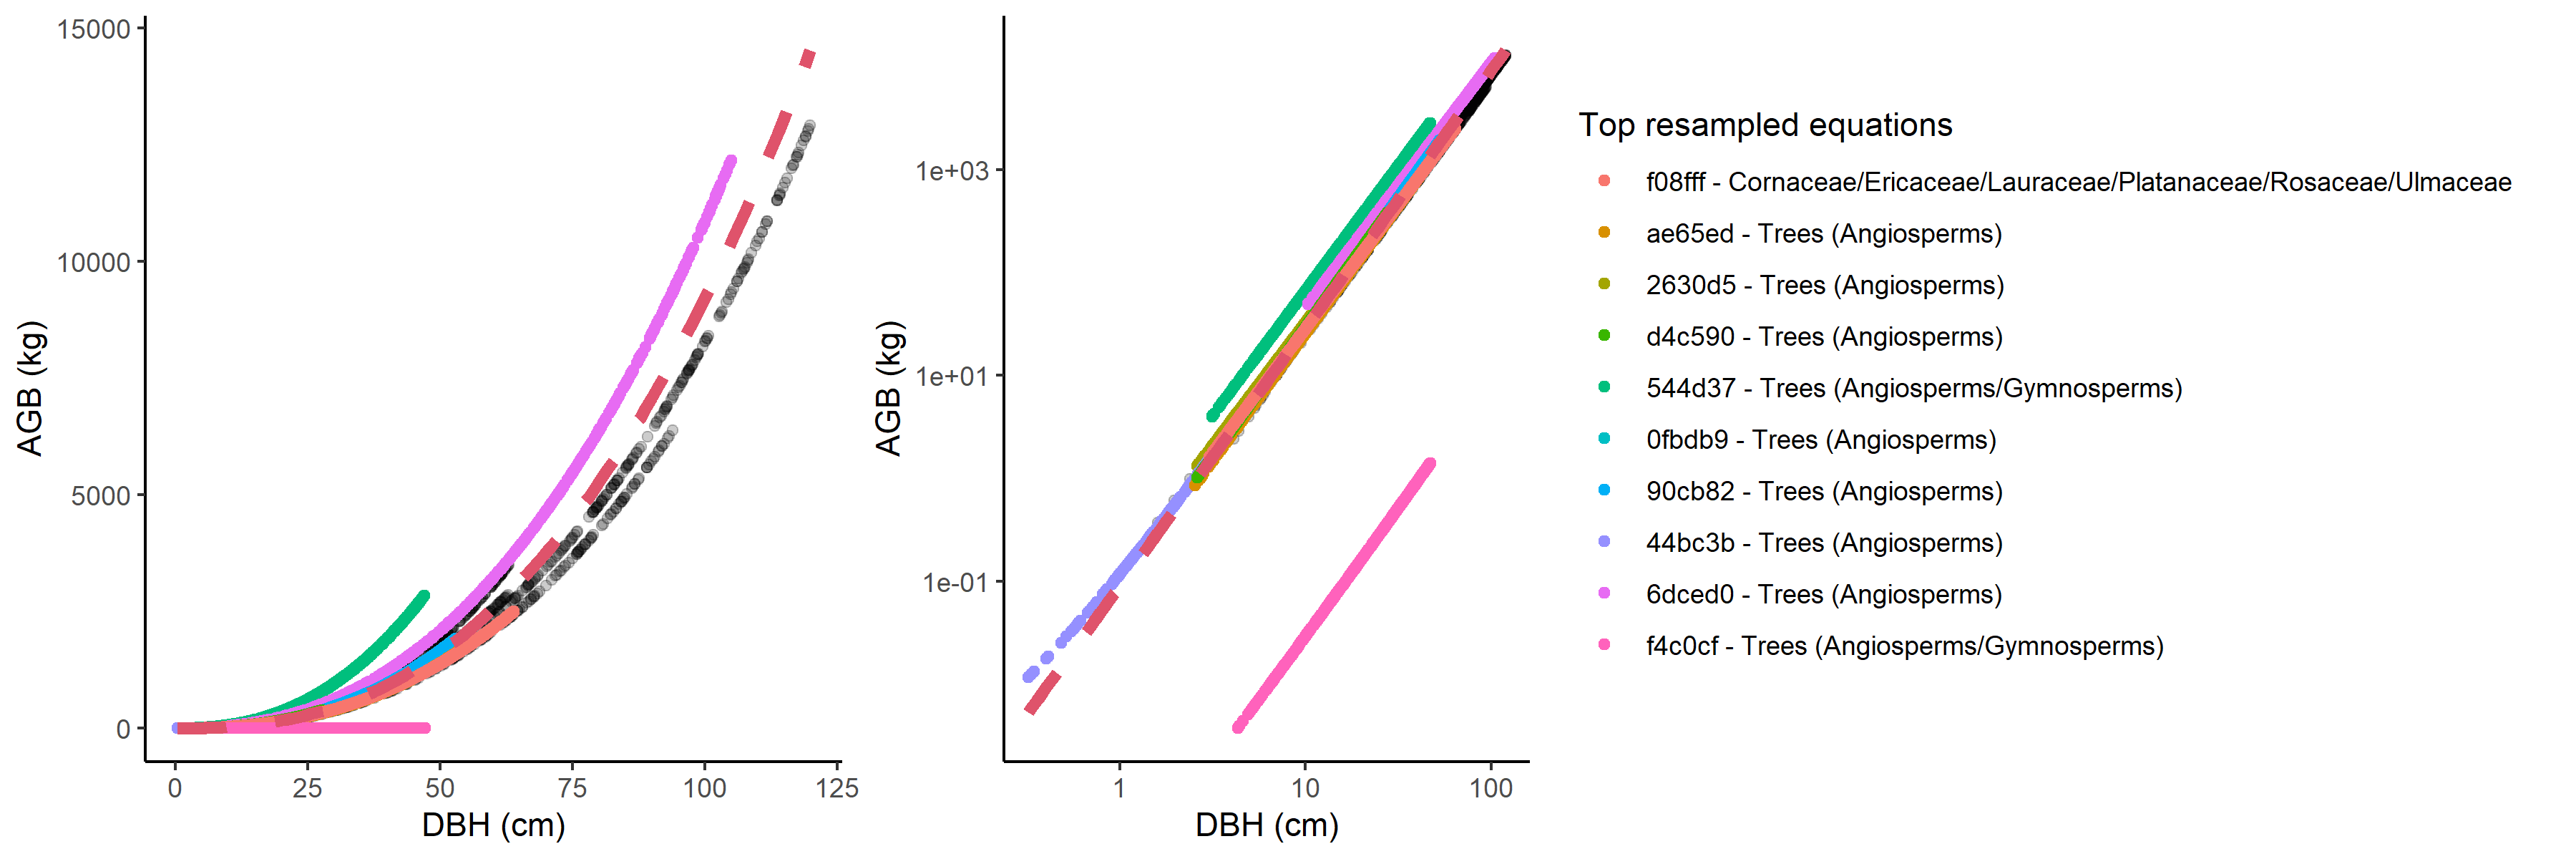 15000
10000
5000
0
AGB (kg)
0 25 50 75 100 125
DBH (cm)
1e+03
1e+01
1e-01
AGB (kg)
1 10 100
DBH (cm)
Top resampled equations
f08fff - Cornaceae/Ericaceae/Lauraceae/Platanaceae/Rosaceae/Ulmaceae
ae65ed - Trees (Angiosperms)
2630d5 - Trees (Angiosperms)
d4c590 - Trees (Angiosperms)
544d37 - Trees (Angiosperms/Gymnosperms)
0fbdb9 - Trees (Angiosperms)
90cb82 - Trees (Angiosperms)
44bc3b - Trees (Angiosperms)
6dced0 - Trees (Angiosperms)
f4c0cf - Trees (Angiosperms/Gymnosperms)